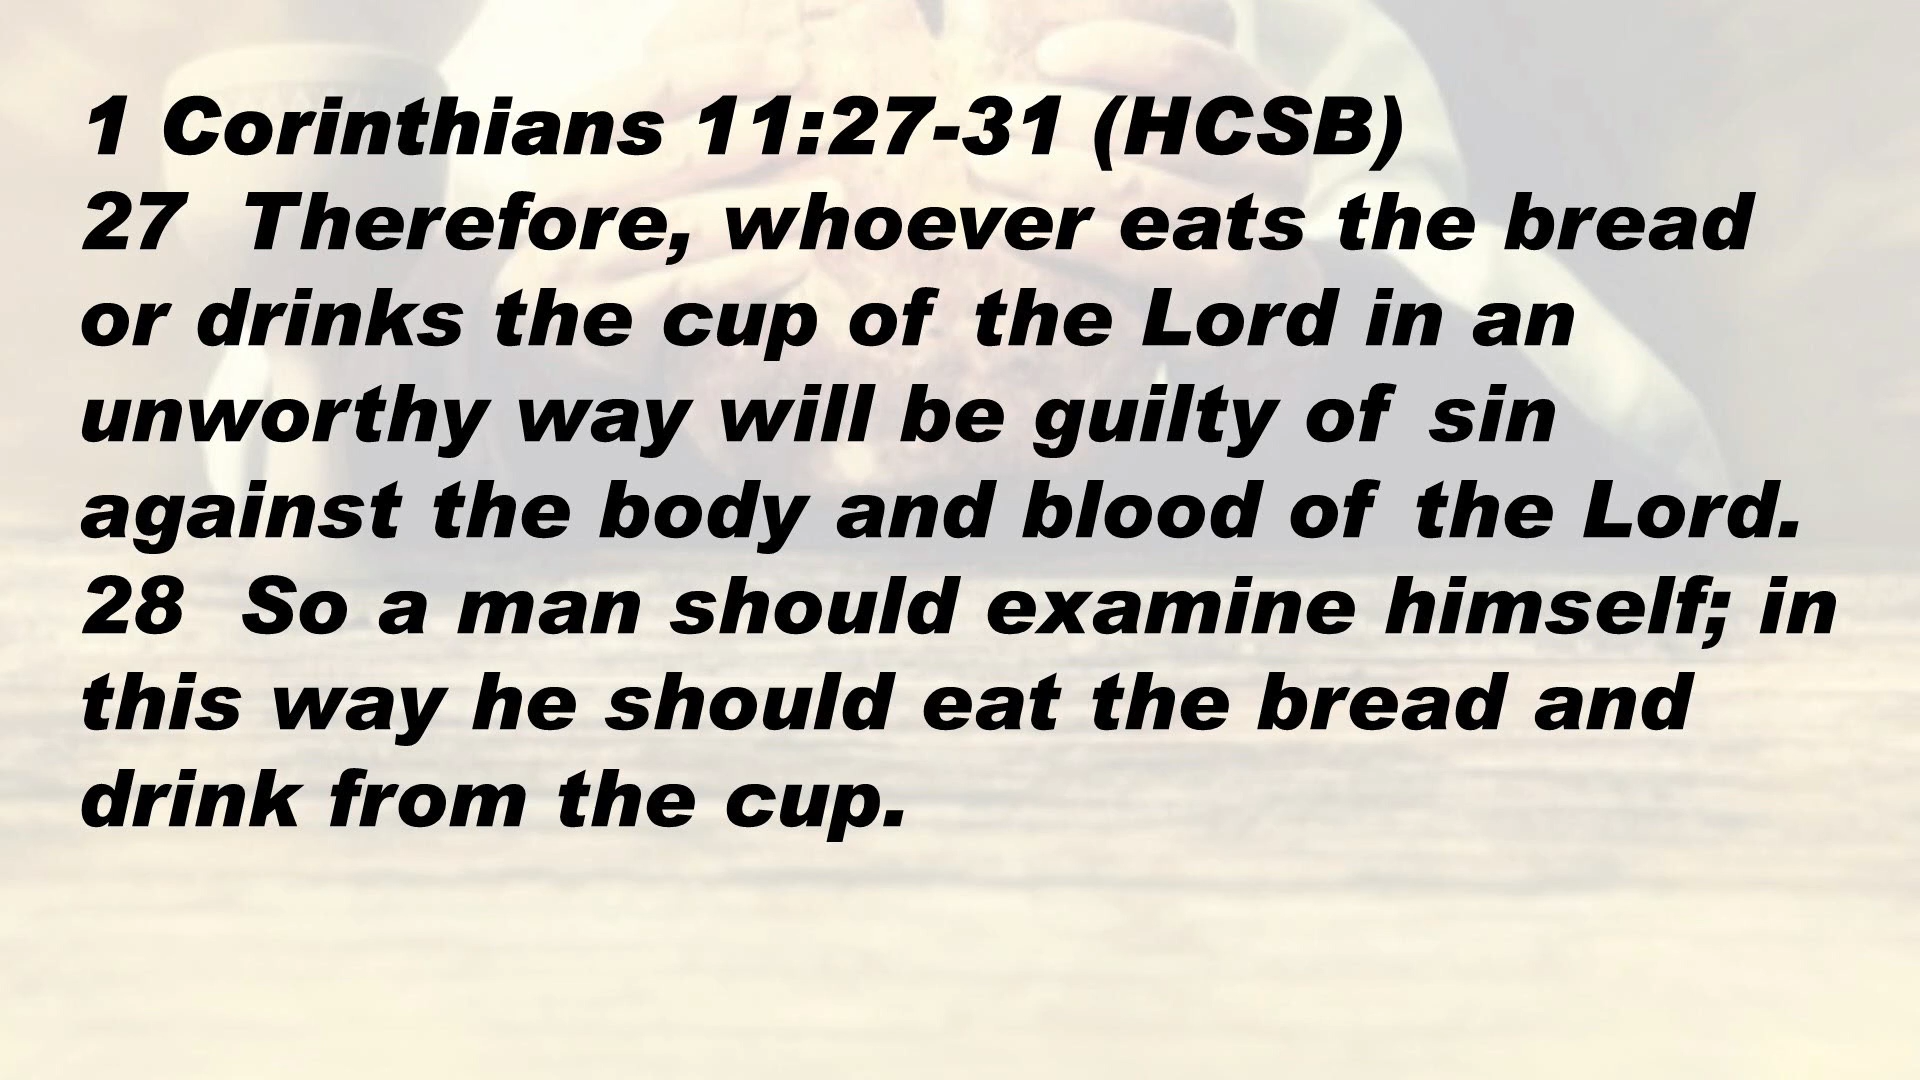 1 Corinthians 11:27-31 (HCSB)
27  Therefore, whoever eats the bread
or drinks the cup of the Lord in an
unworthy way will be guilty of sin
against the body and blood of the Lord.
28  So a man should examine himself; in
this way he should eat the bread and
drink from the cup.